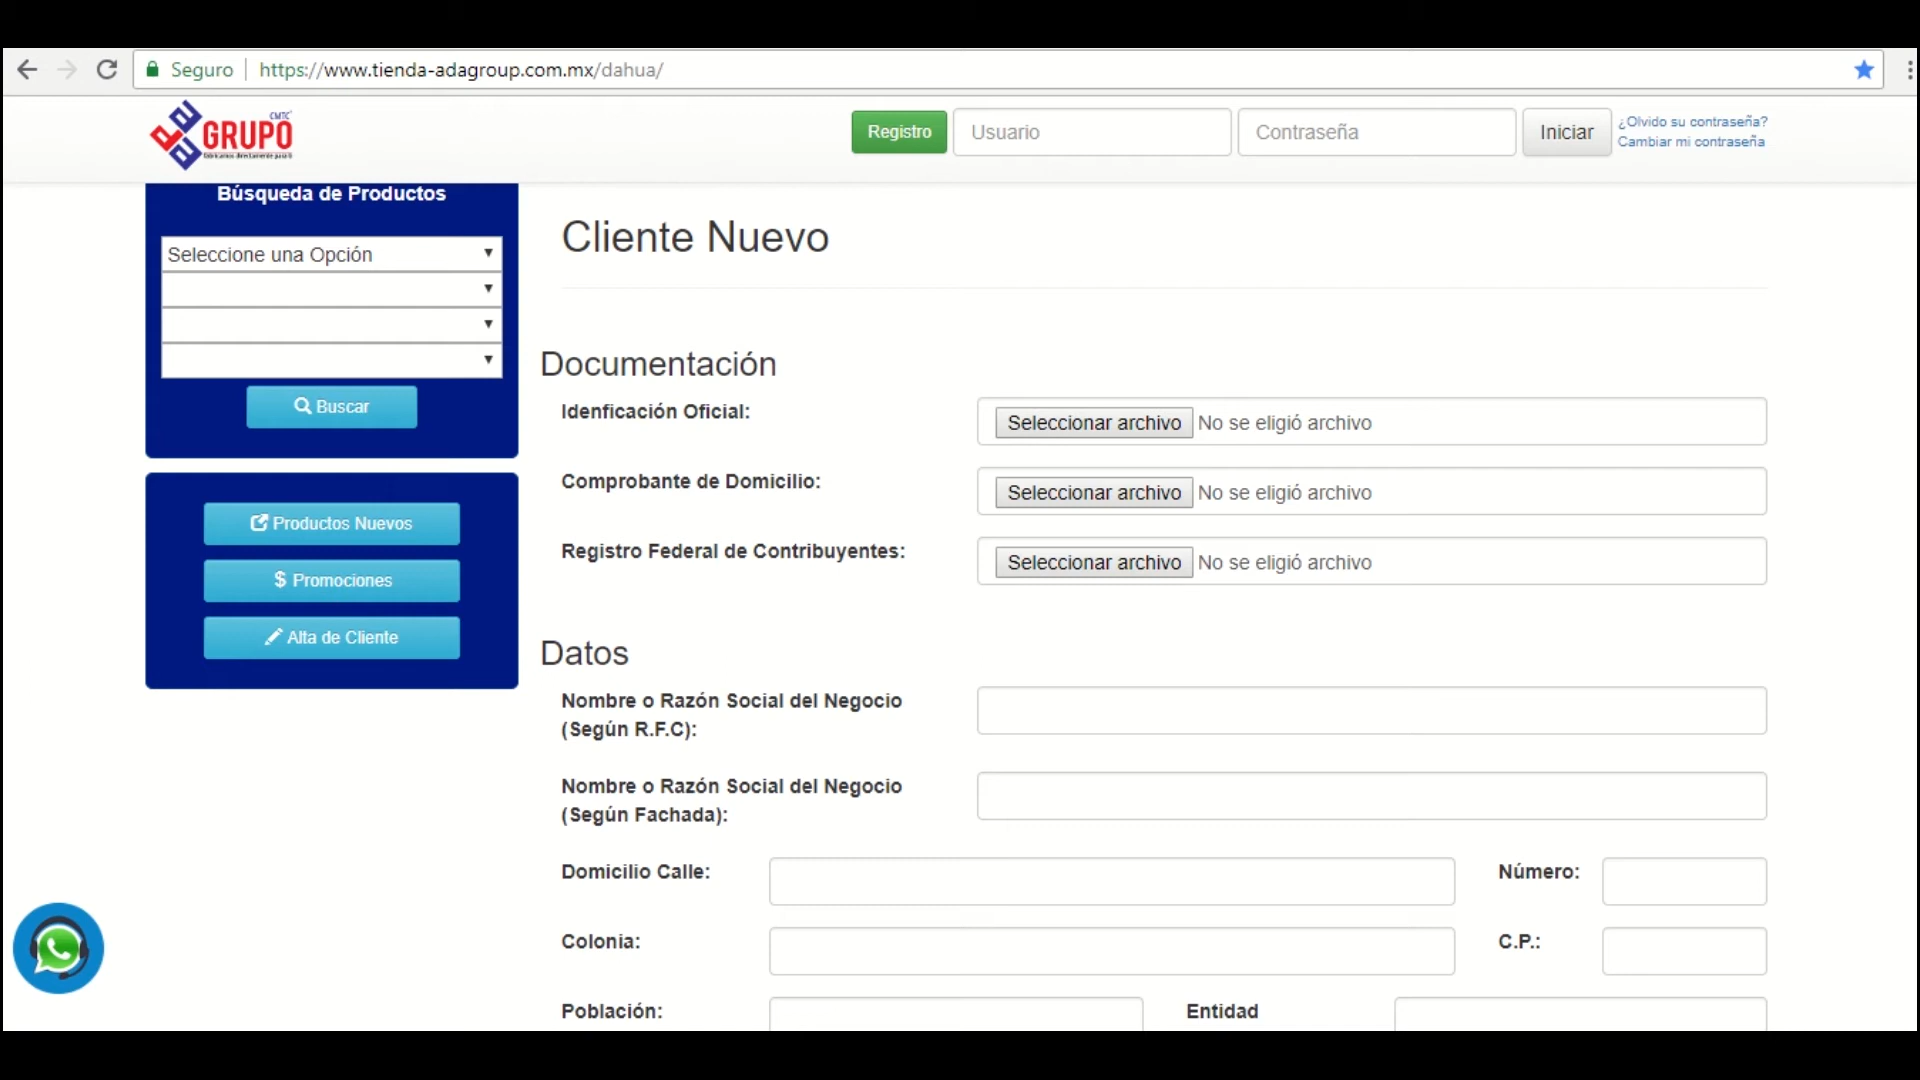 Seguro
https://www.tienda-adagroup.com.mx/dahua/
CMTC
GRUPO
Registro
Usuario
Contraseña
Iniciar
¿Olvido su contraseña?
Cambiar mi contraseña
Búsqueda de Productos
Seleccione una Opción
Buscar
Productos Nuevos
$ Promociones
Alta de Cliente
Cliente Nuevo
Documentación
Idenficación Oficial:
Seleccionar archivo No se eligió archivo
Comprobante de Domicilio:
Seleccionar archivo No se eligió archivo
Registro Federal de Contribuyentes:
Seleccionar archivo No se eligió archivo
Datos
Nombre o Razón Social del Negocio
(Según R.F.C):
Nombre o Razón Social del Negocio
(Según Fachada):
Domicilio Calle:
Número:
Colonia:
C.P.:
Población:
Entidad